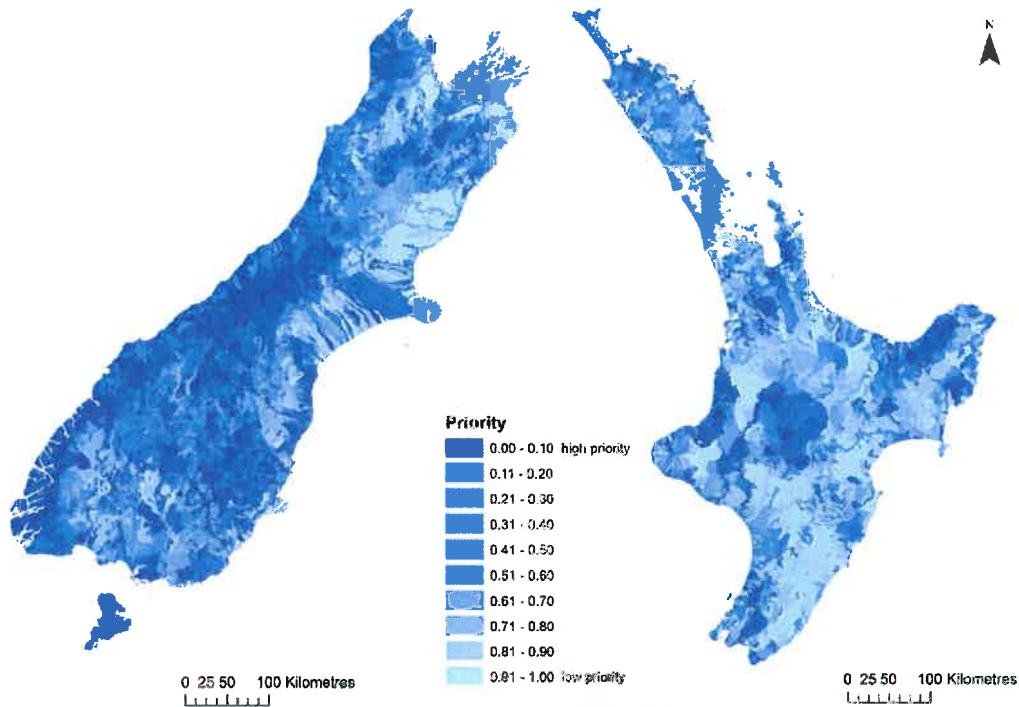 N
Priority
0.00 - 0.10 high priority
0.11 - 0.20
0.21 - 0.30
0.31 - 0.40
0.41 - 0.50
0.51 - 0.60
0.61 - 0.70
0.71 - 0.80
0.81 - 0.90
0.91 - 1.00 low priority
0 25 50 100 Kilometres
0 25 50 100 Kilometres